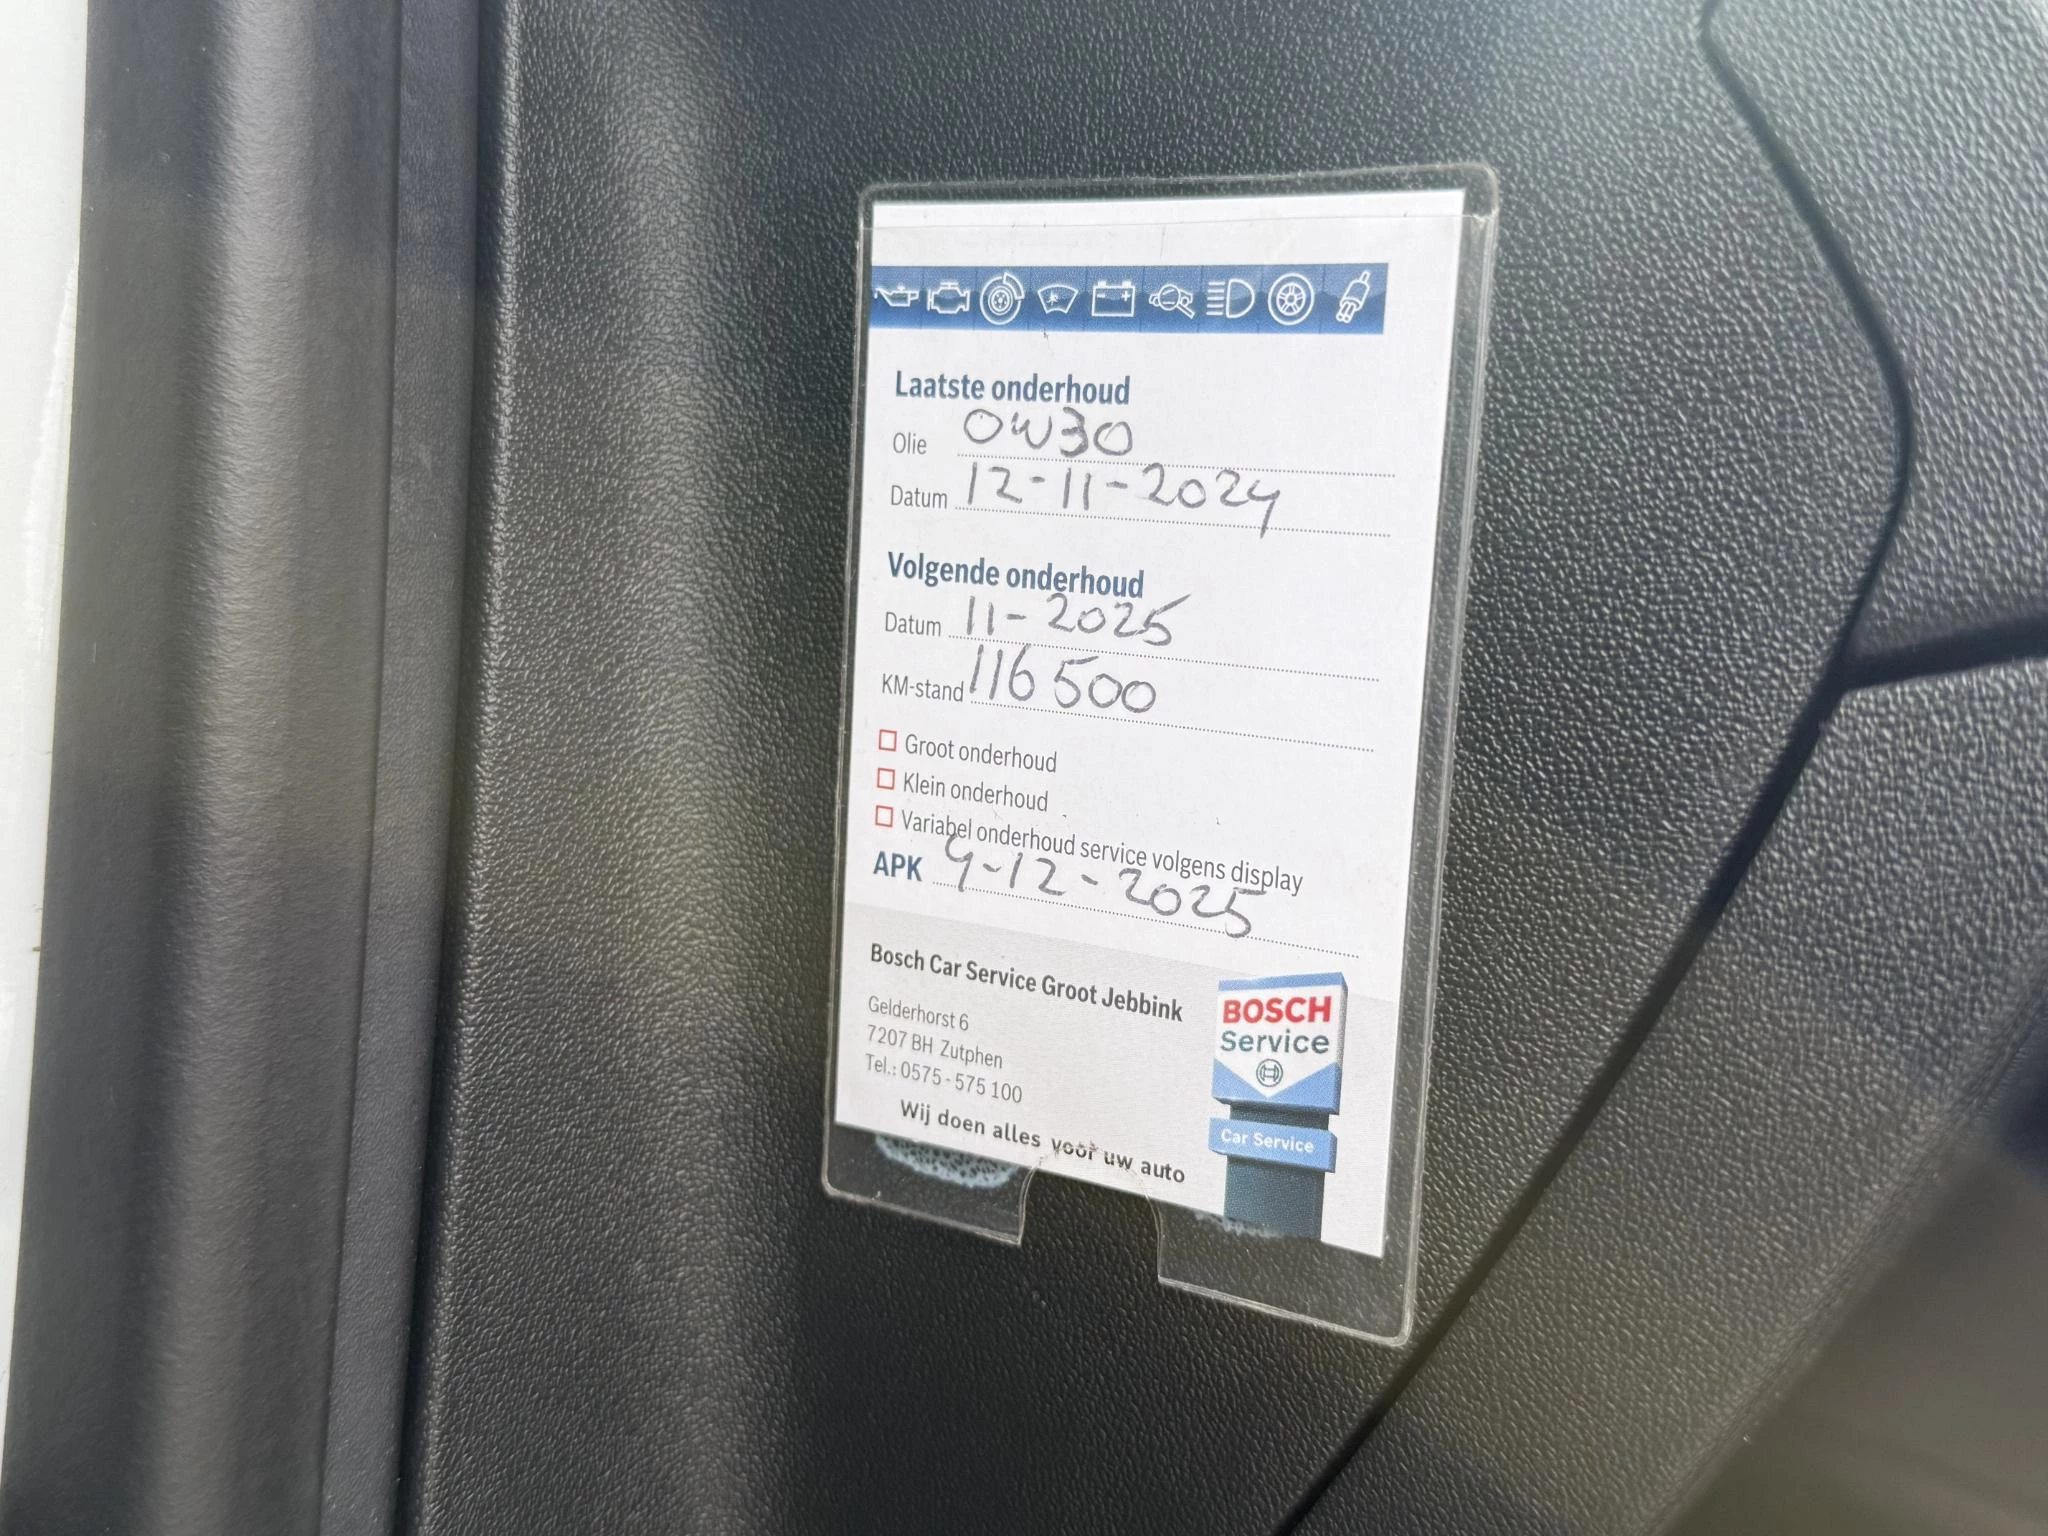 Laatste onderhoud
Olie 0W30
Datum 12-11-2024
Volgende onderhoud
Datum 11-2025
KM-stand 116500
Groot onderhoud
Klein onderhoud
Variabel onderhoud service volgens display
APK 4-12-2025
Bosch Car Service Groot Jebbink
Gelderhorst 6
7207 BH Zutphen
Tel.: 0575-575 100
Wij doen alles voor uw auto
BOSCH
Service
Car Service